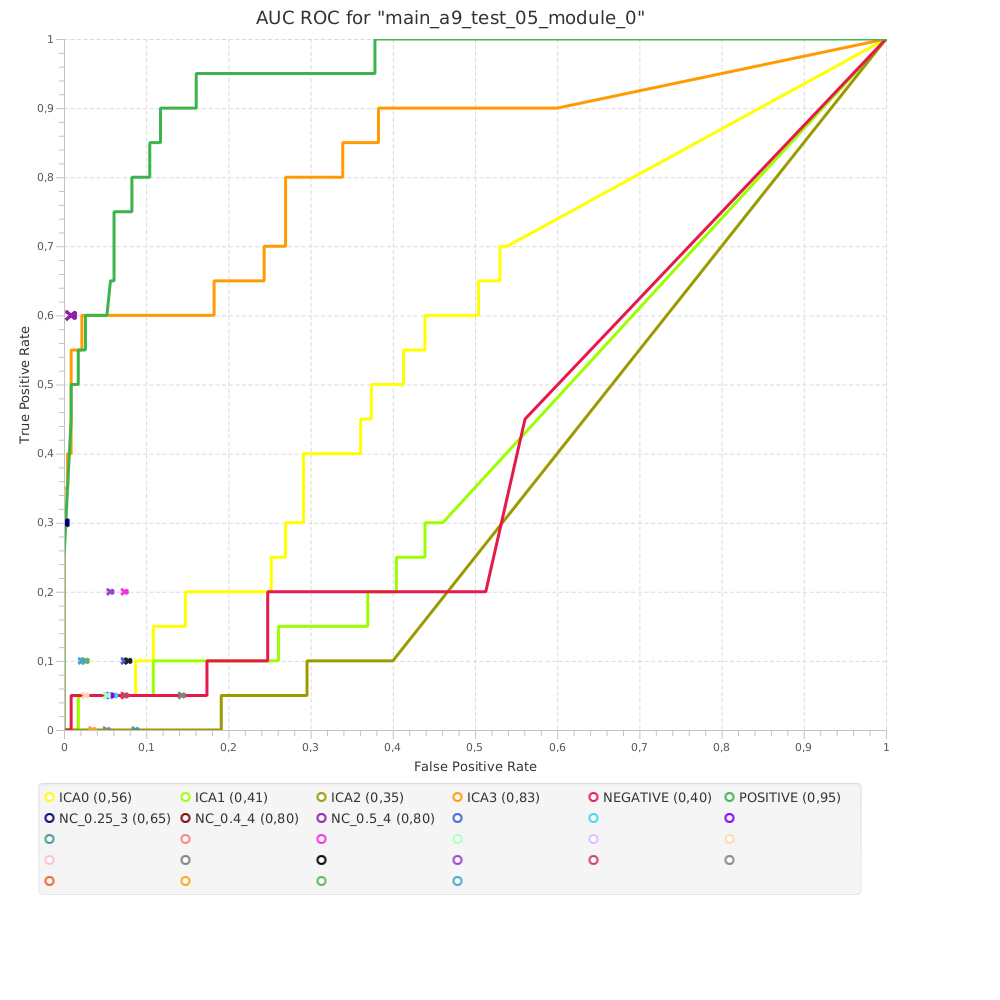 AUC ROC for "main_a9_test_05_module_0"
1
0,9
0,8
0,7
0,6
0,5
0,4
0,3
0,2
0,1
0
True Positive Rate
0 0,1 0,2 0,3 0,4 0,5 0,6 0,7 0,8 0,9 1
False Positive Rate
ICA0 (0,56) ICA1 (0,41) ICA2 (0,35) ICA3 (0,83) NEGATIVE (0,40) POSITIVE (0,95)
NC_0.25_3 (0,65) NC_0.4_4 (0,80) NC_0.5_4 (0,80)